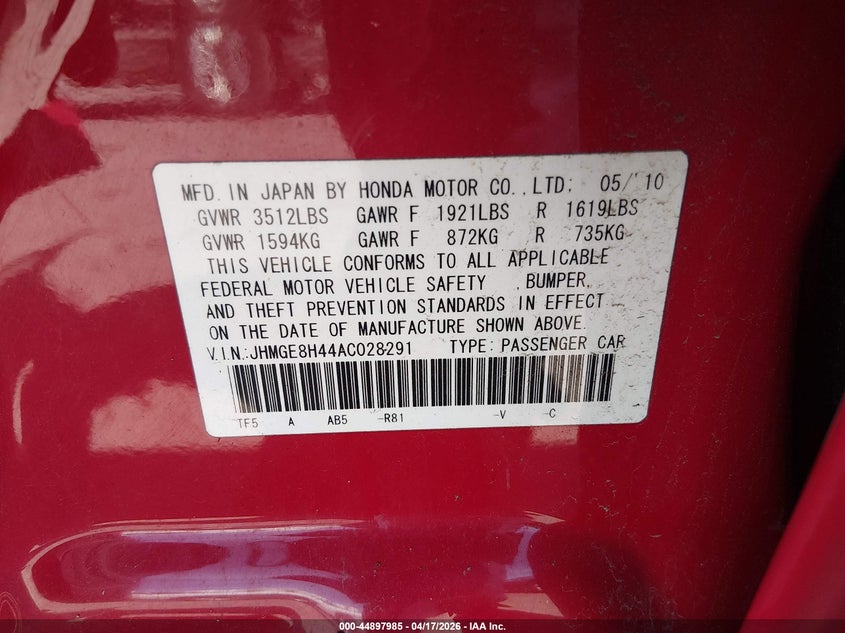 MFD. IN JAPAN BY HONDA MOTOR CO., LTD: 05/'10
GVWR 3512LBS GAWR F 1921LBS R 1619LBS
GVWR 1594KG GAWR F 872KG R 735KG
THIS VEHICLE CONFORMS TO ALL APPLICABLE
FEDERAL MOTOR VEHICLE SAFETY , BUMPER,
AND THEFT PREVENTION STANDARDS IN EFFECT
ON THE DATE OF MANUFACTURE SHOWN ABOVE.
V.I.N.:JHMGE8H44AC028291 TYPE: PASSENGER CAR
TF5 A AB5 -R81 -V -C
000-44897985 | 04/17/2026 - IAA Inc.